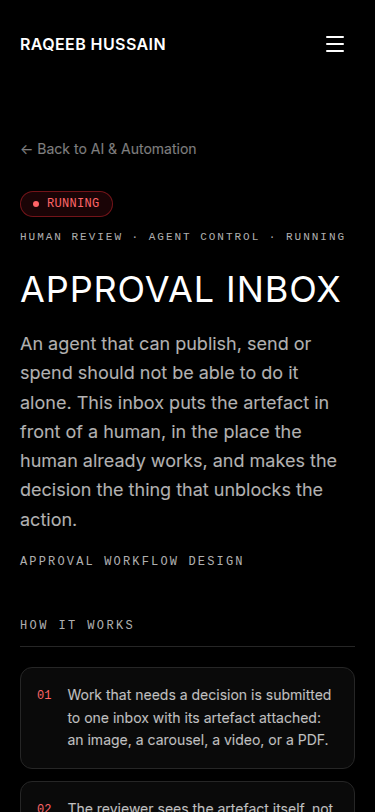 RAQEEB HUSSAIN
← Back to AI & Automation
RUNNING
HUMAN REVIEW · AGENT CONTROL · RUNNING
APPROVAL INBOX
An agent that can publish, send or
spend should not be able to do it
alone. This inbox puts the artefact in
front of a human, in the place the
human already works, and makes the
decision the thing that unblocks the
action.
APPROVAL WORKFLOW DESIGN
HOW IT WORKS
01 Work that needs a decision is submitted
to one inbox with its artefact attached:
an image, a carousel, a video, or a PDF.
02 The reviewer sees the artefact itself, not